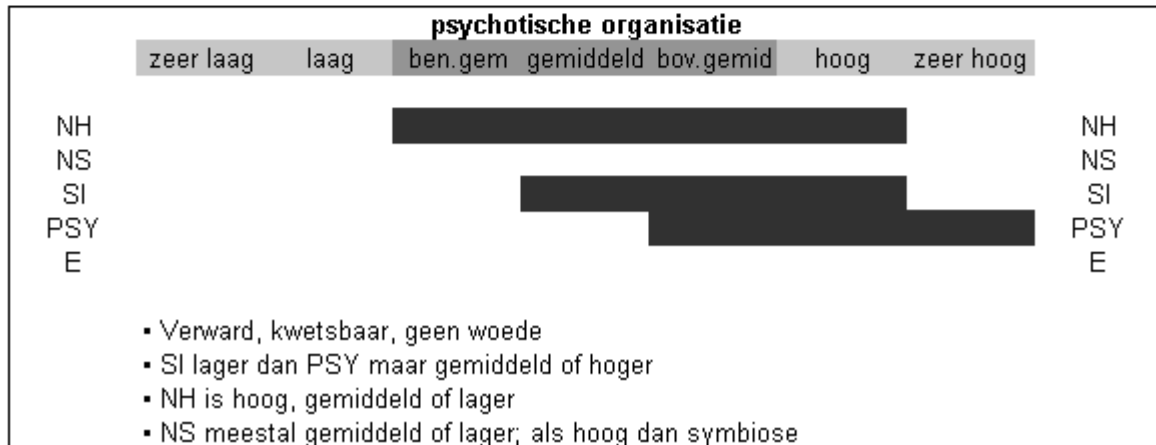 psychotische organisatie
zeer laag laag ben.gem gemiddeld bov.gemid hoog zeer hoog
NH NH
NS NS
SI SI
PSY PSY
E E
▪ Verward, kwetsbaar, geen woede
▪ SI lager dan PSY maar gemiddeld of hoger
▪ NH is hoog, gemiddeld of lager
▪ NS meestal gemiddeld of lager; als hoog dan symbiose